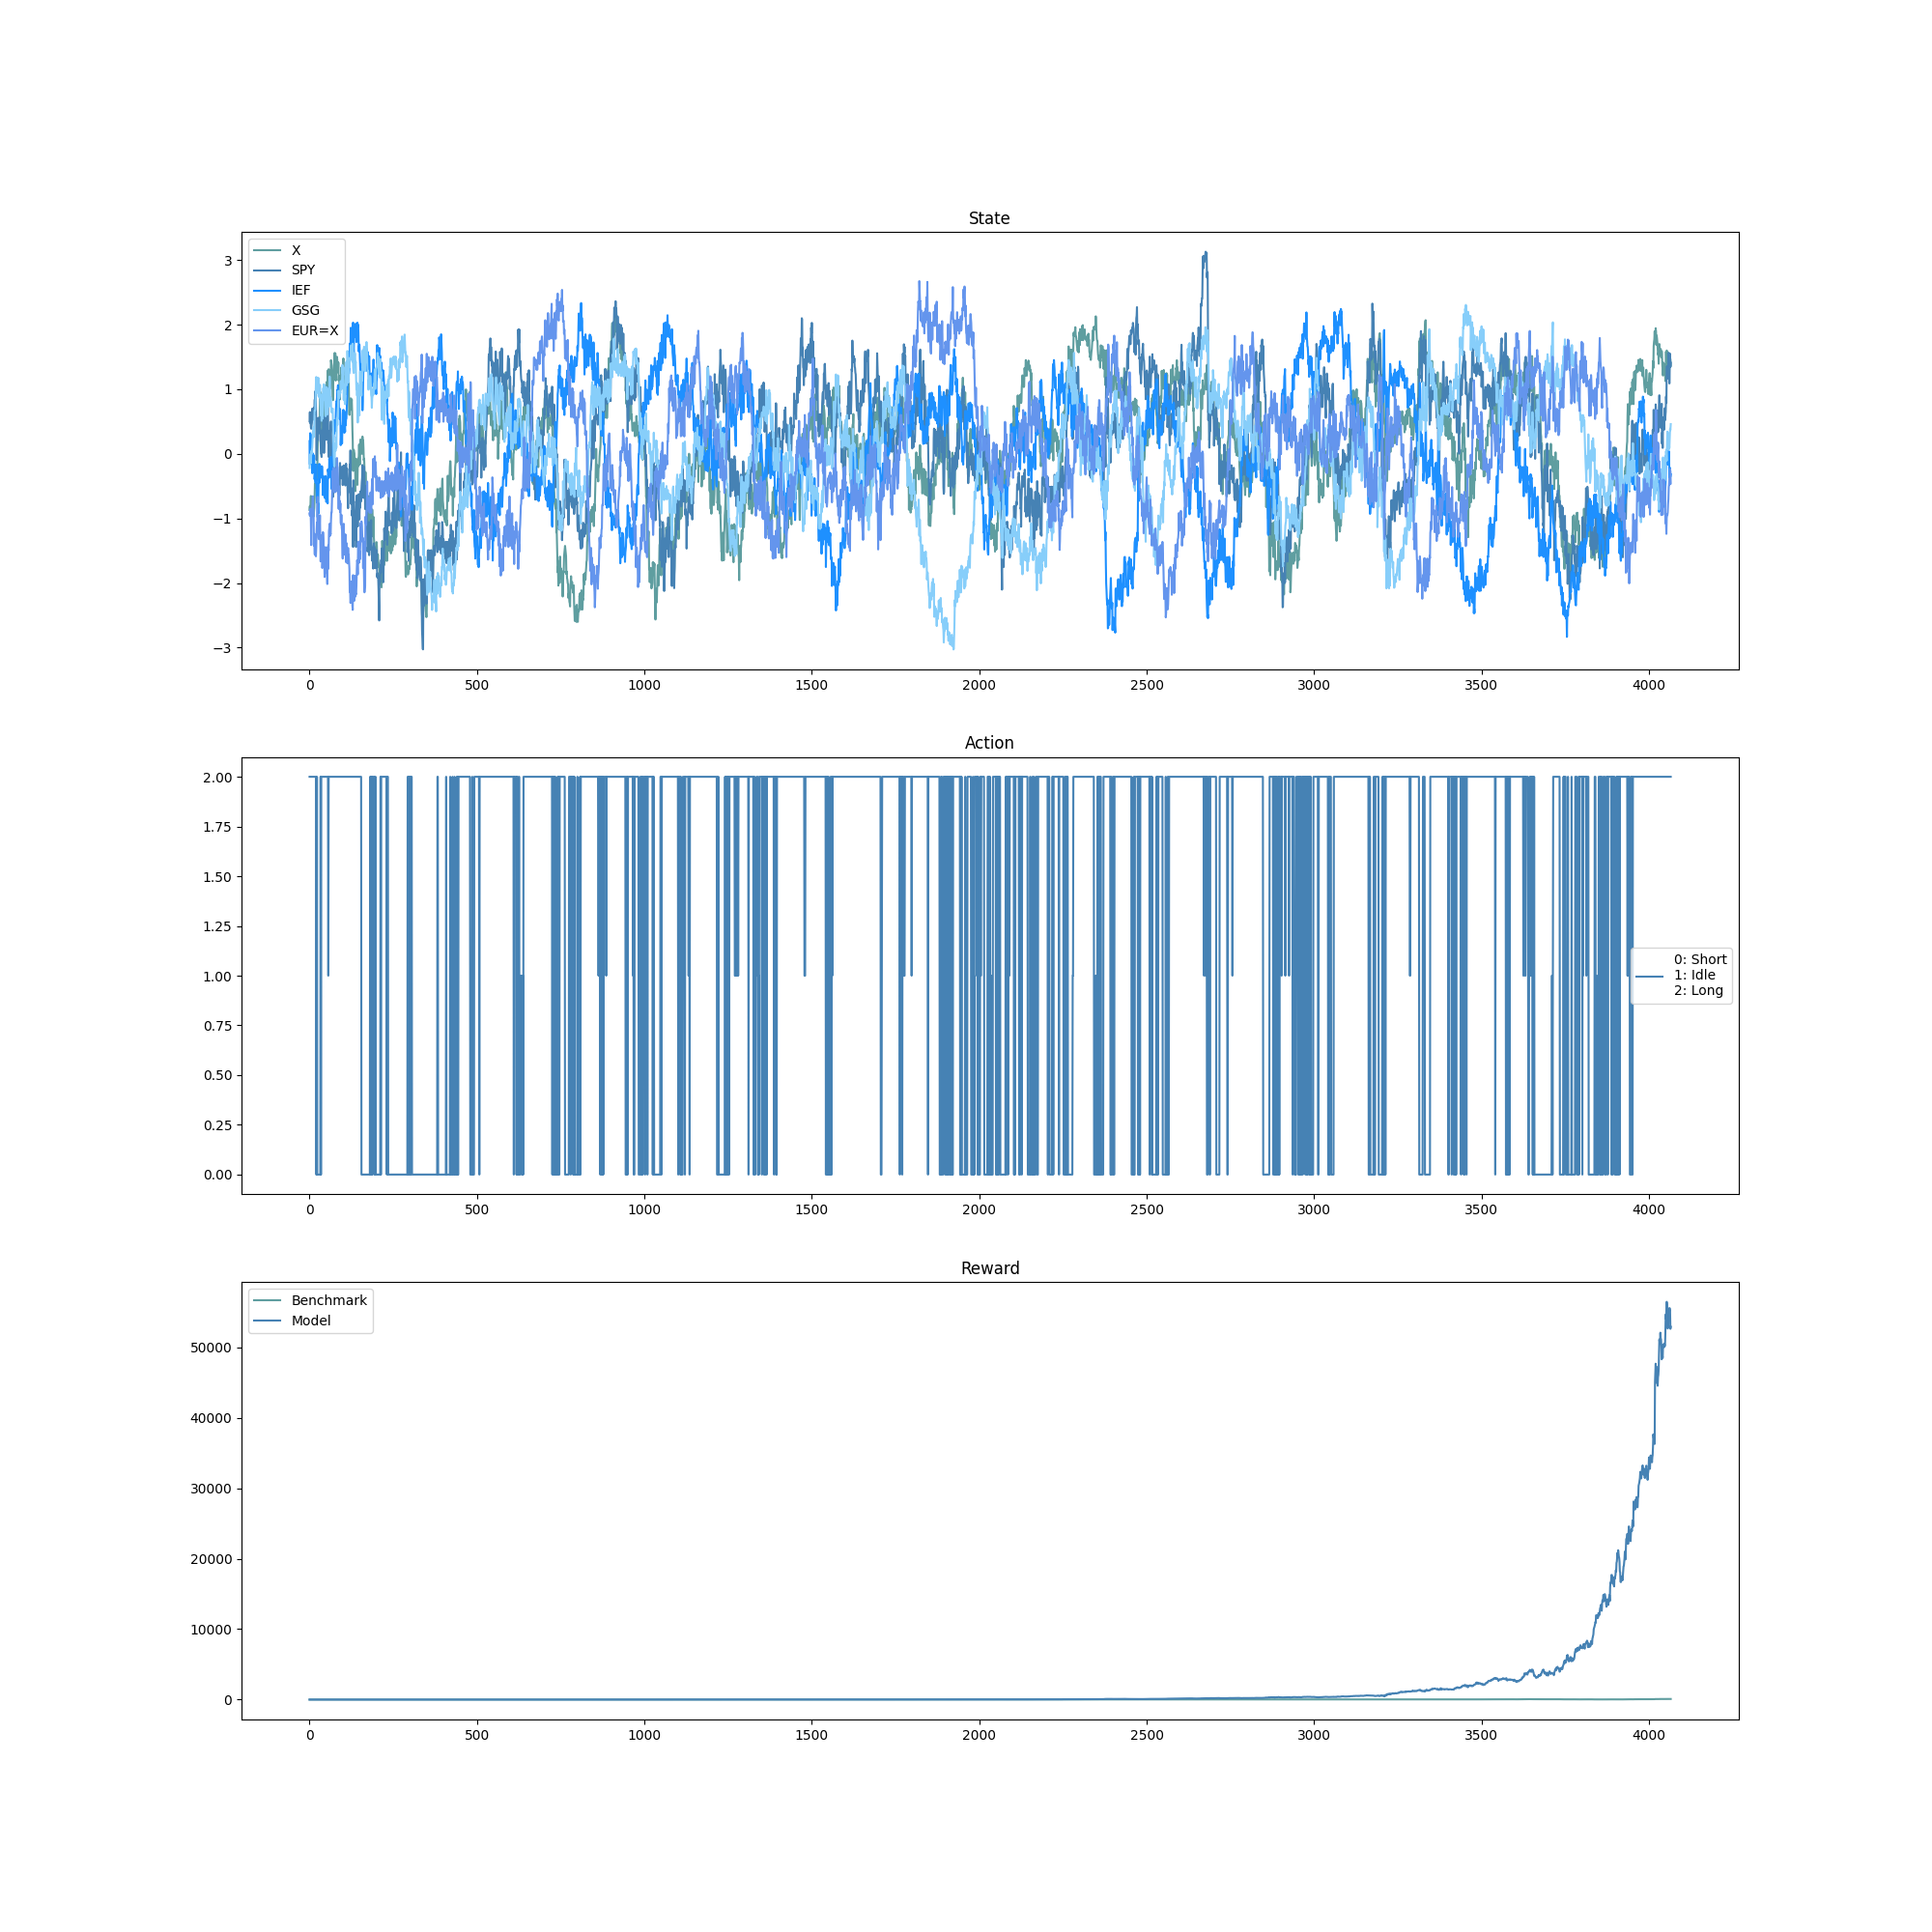 State
X
SPY
IEF
GSG
EUR=X
3
2
1
0
−1
−2
−3
0 500 1000 1500 2000 2500 3000 3500 4000
Action
2.00
1.75
1.50
1.25
1.00
0.75
0.50
0.25
0.00
0: Short
1: Idle
2: Long
0 500 1000 1500 2000 2500 3000 3500 4000
Reward
Benchmark
Model
50000
40000
30000
20000
10000
0
0 500 1000 1500 2000 2500 3000 3500 4000